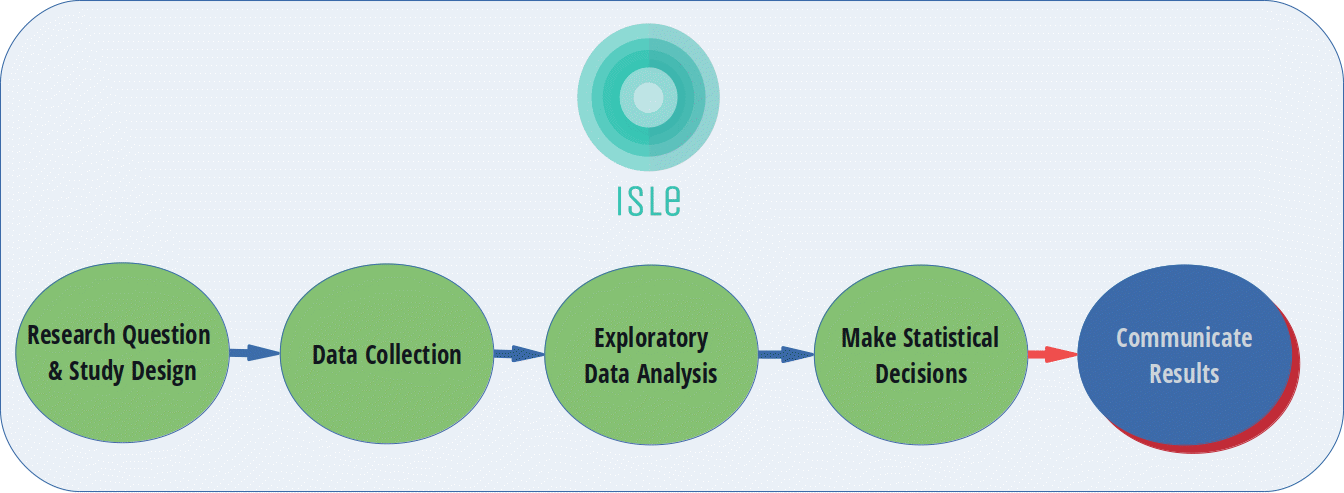 ISLE
Research Question
& Study Design
Data Collection
Exploratory
Data Analysis
Make Statistical
Decisions
Communicate
Results